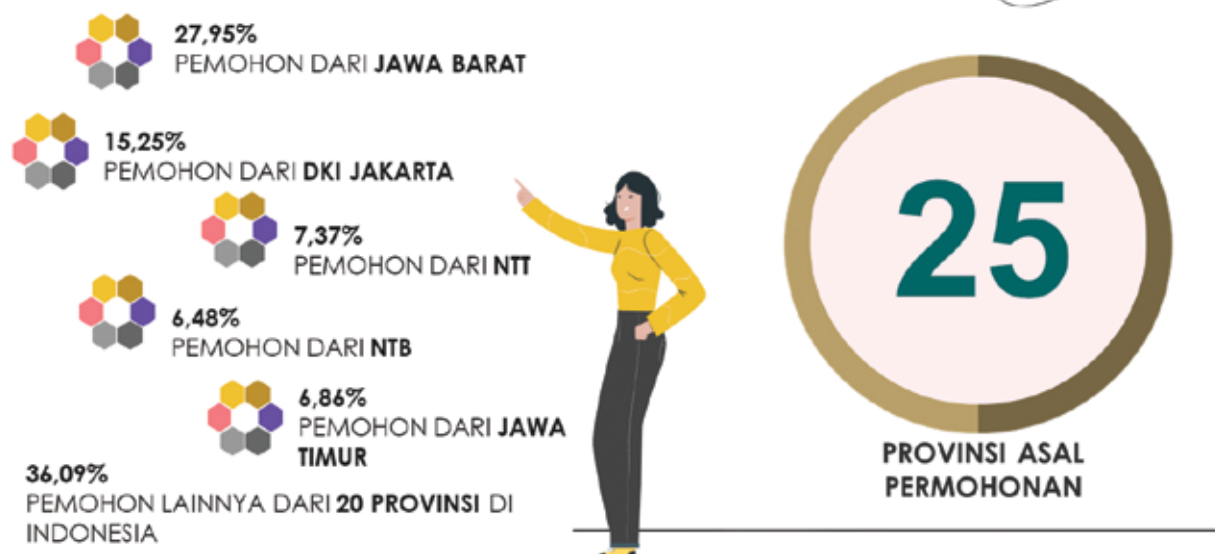 27,95%
PEMOHON DARI JAWA BARAT
15,25%
PEMOHON DARI DKI JAKARTA
7,37%
PEMOHON DARI NTT
6,48%
PEMOHON DARI NTB
6,86%
PEMOHON DARI JAWA
TIMUR
36,09%
PEMOHON LAINNYA DARI 20 PROVINSI DI
INDONESIA
25
PROVINSI ASAL
PERMOHONAN